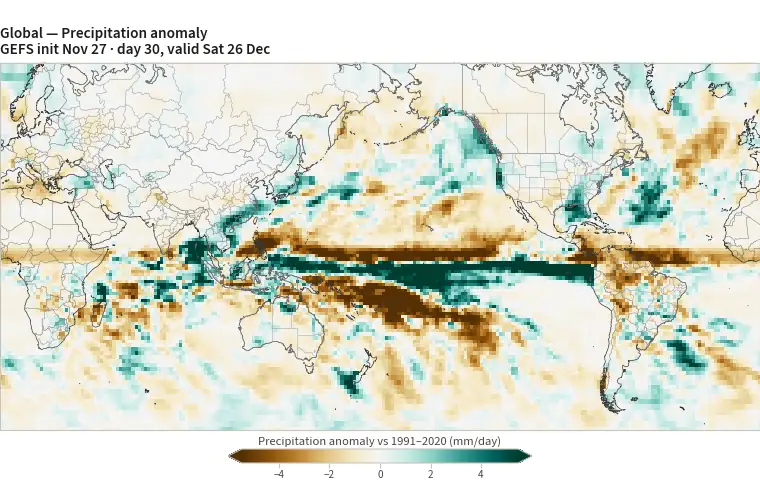 Global — Precipitation anomaly
GEFS init Nov 27 · day 30, valid Sat 26 Dec
Precipitation anomaly vs 1991–2020 (mm/day)
−4 −2 0 2 4